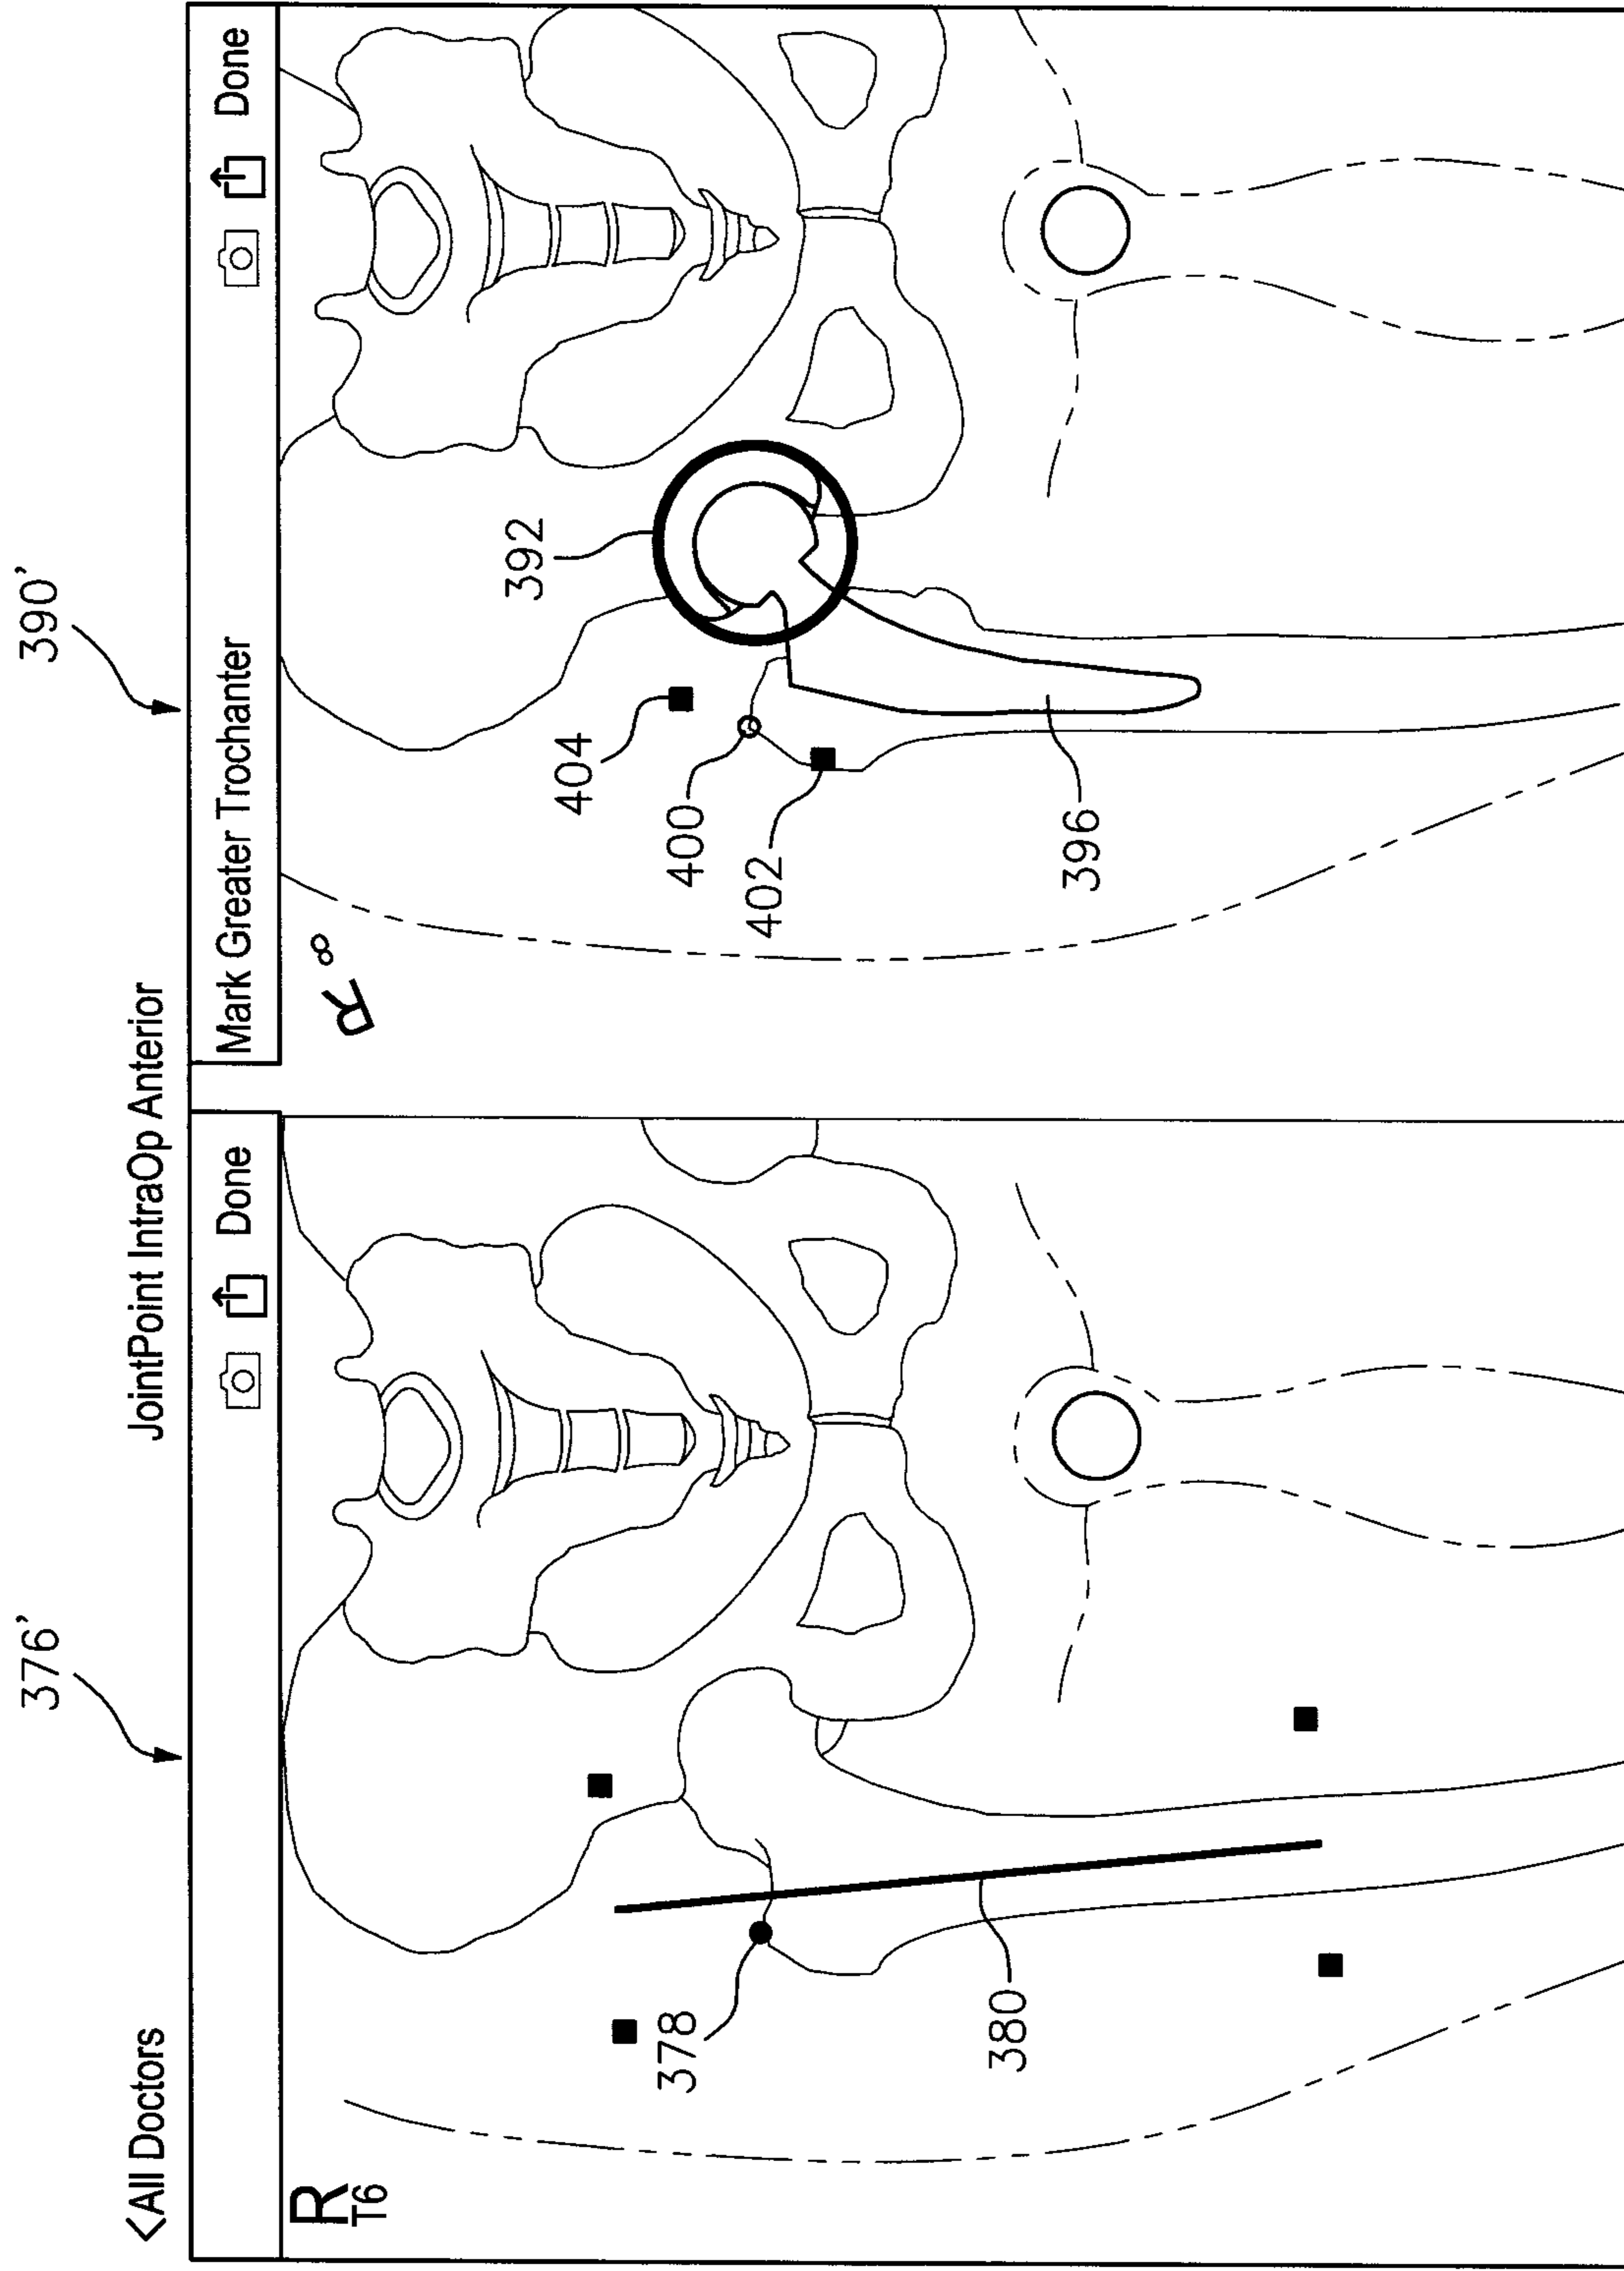 376’
390’
<All Doctors
JointPoint IntraOp Anterior
Done
Mark Greater Trochanter
Done
R
T6
R 8
378
380
392
404
400
402
396